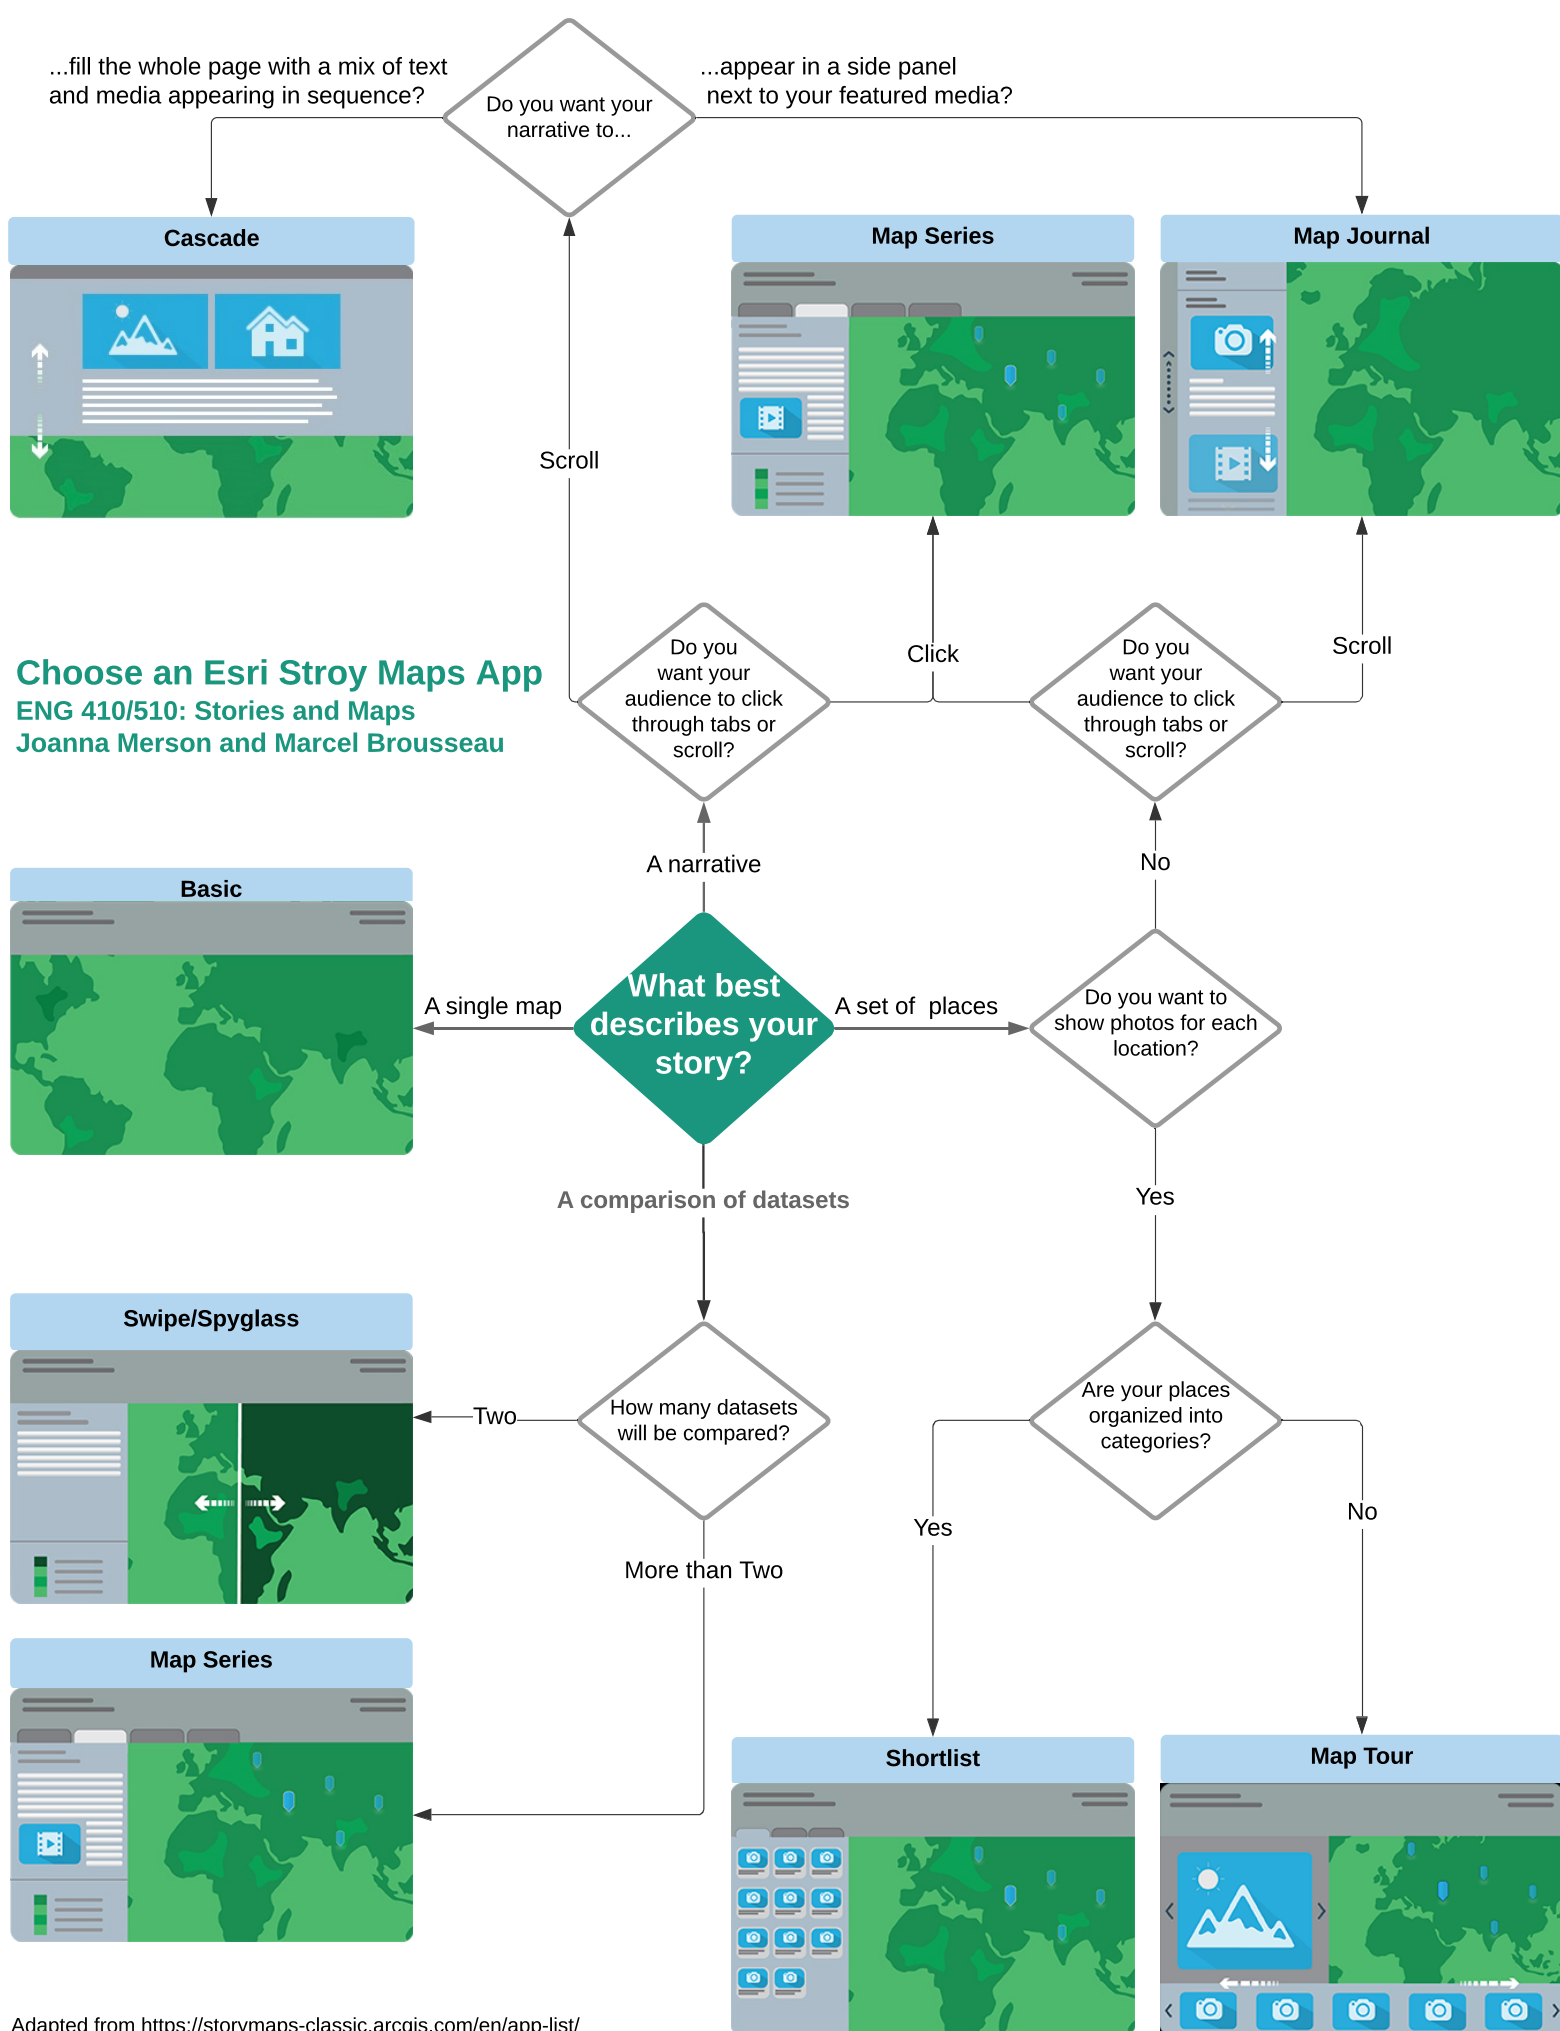 ...fill the whole page with a mix of text
and media appearing in sequence?
Do you want your
narrative to...
...appear in a side panel
next to your featured media?
Cascade
Map Series
Map Journal
Scroll
Do you
want your
audience to click
through tabs or
scroll?
Click
Do you
want your
audience to click
through tabs or
scroll?
Scroll
Choose an Esri Stroy Maps App
ENG 410/510: Stories and Maps
Joanna Merson and Marcel Brousseau
A narrative
No
Basic
A single map
What best
describes your
story?
A set of places
Do you want to
show photos for each
location?
A comparison of datasets
Yes
Swipe/Spyglass
Two
How many datasets
will be compared?
Are your places
organized into
categories?
More than Two
Yes
No
Map Series
Shortlist
Map Tour
Adapted from https://storymaps-classic.arcgis.com/en/app-list/